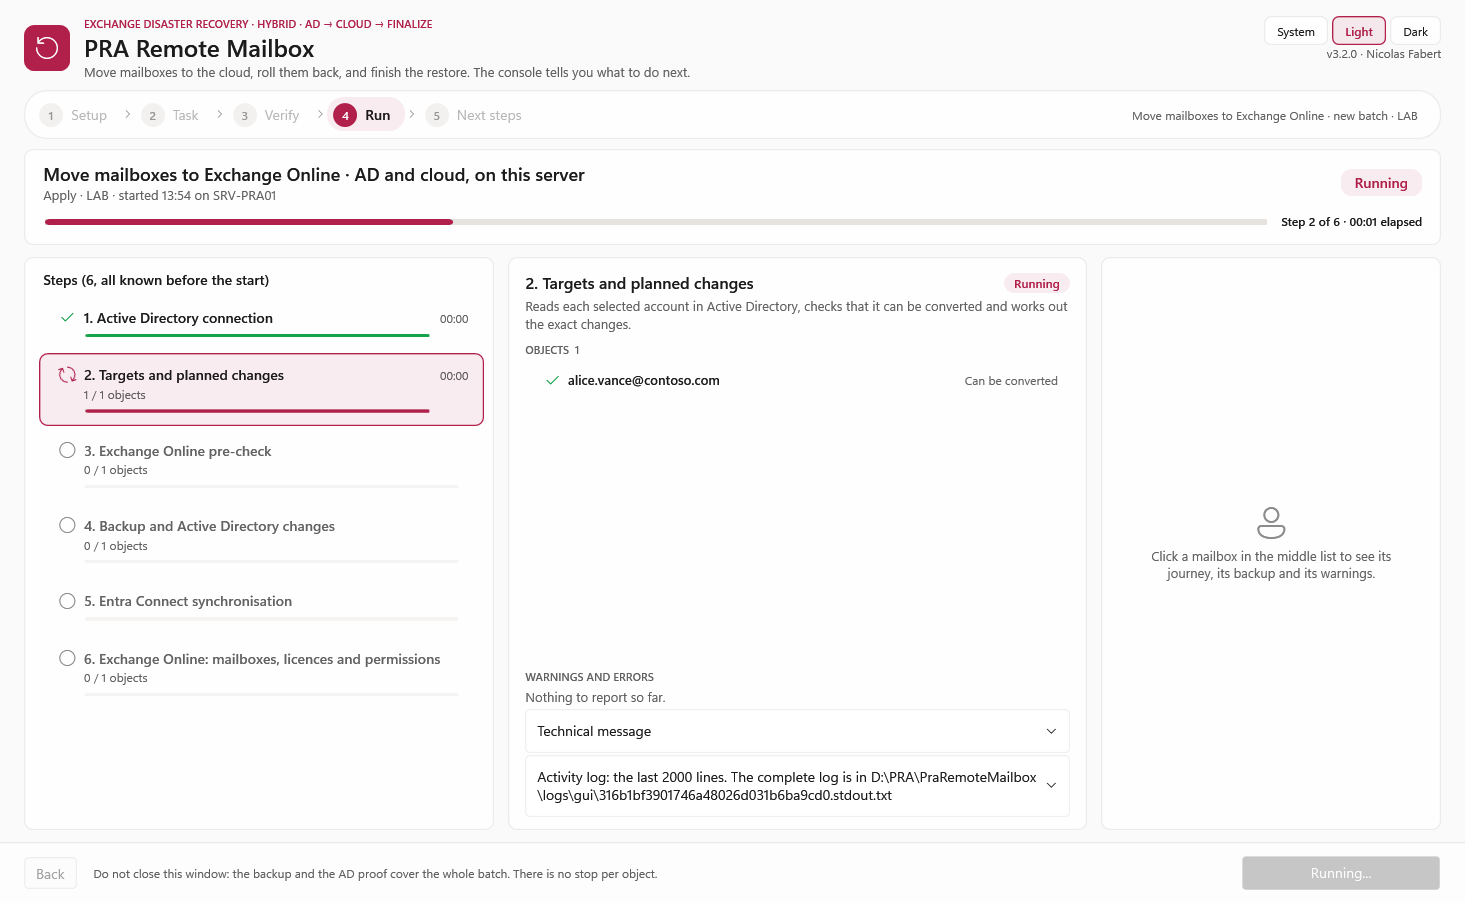 EXCHANGE DISASTER RECOVERY · HYBRID · AD → CLOUD → FINALIZE
PRA Remote Mailbox
Move mailboxes to the cloud, roll them back, and finish the restore. The console tells you what to do next.
System
Light
Dark
v3.2.0 · Nicolas Fabert
1 Setup
2 Task
3 Verify
4 Run
5 Next steps
Move mailboxes to Exchange Online · new batch · LAB
Move mailboxes to Exchange Online · AD and cloud, on this server
Apply · LAB · started 13:54 on SRV-PRA01
Running
Step 2 of 6 · 00:01 elapsed
Steps (6, all known before the start)
1. Active Directory connection
00:00
2. Targets and planned changes
00:00
1 / 1 objects
3. Exchange Online pre-check
0 / 1 objects
4. Backup and Active Directory changes
0 / 1 objects
5. Entra Connect synchronisation
6. Exchange Online: mailboxes, licences and permissions
0 / 1 objects
2. Targets and planned changes
Running
Reads each selected account in Active Directory, checks that it can be converted and works out
the exact changes.
OBJECTS 1
alice.vance@contoso.com
Can be converted
WARNINGS AND ERRORS
Nothing to report so far.
Technical message
Activity log: the last 2000 lines. The complete log is in D:\PRA\PraRemoteMailbox
\logs\gui\316b1bf3901746a48026d031b6ba9cd0.stdout.txt
Click a mailbox in the middle list to see its
journey, its backup and its warnings.
Back
Do not close this window: the backup and the AD proof cover the whole batch. There is no stop per object.
Running...